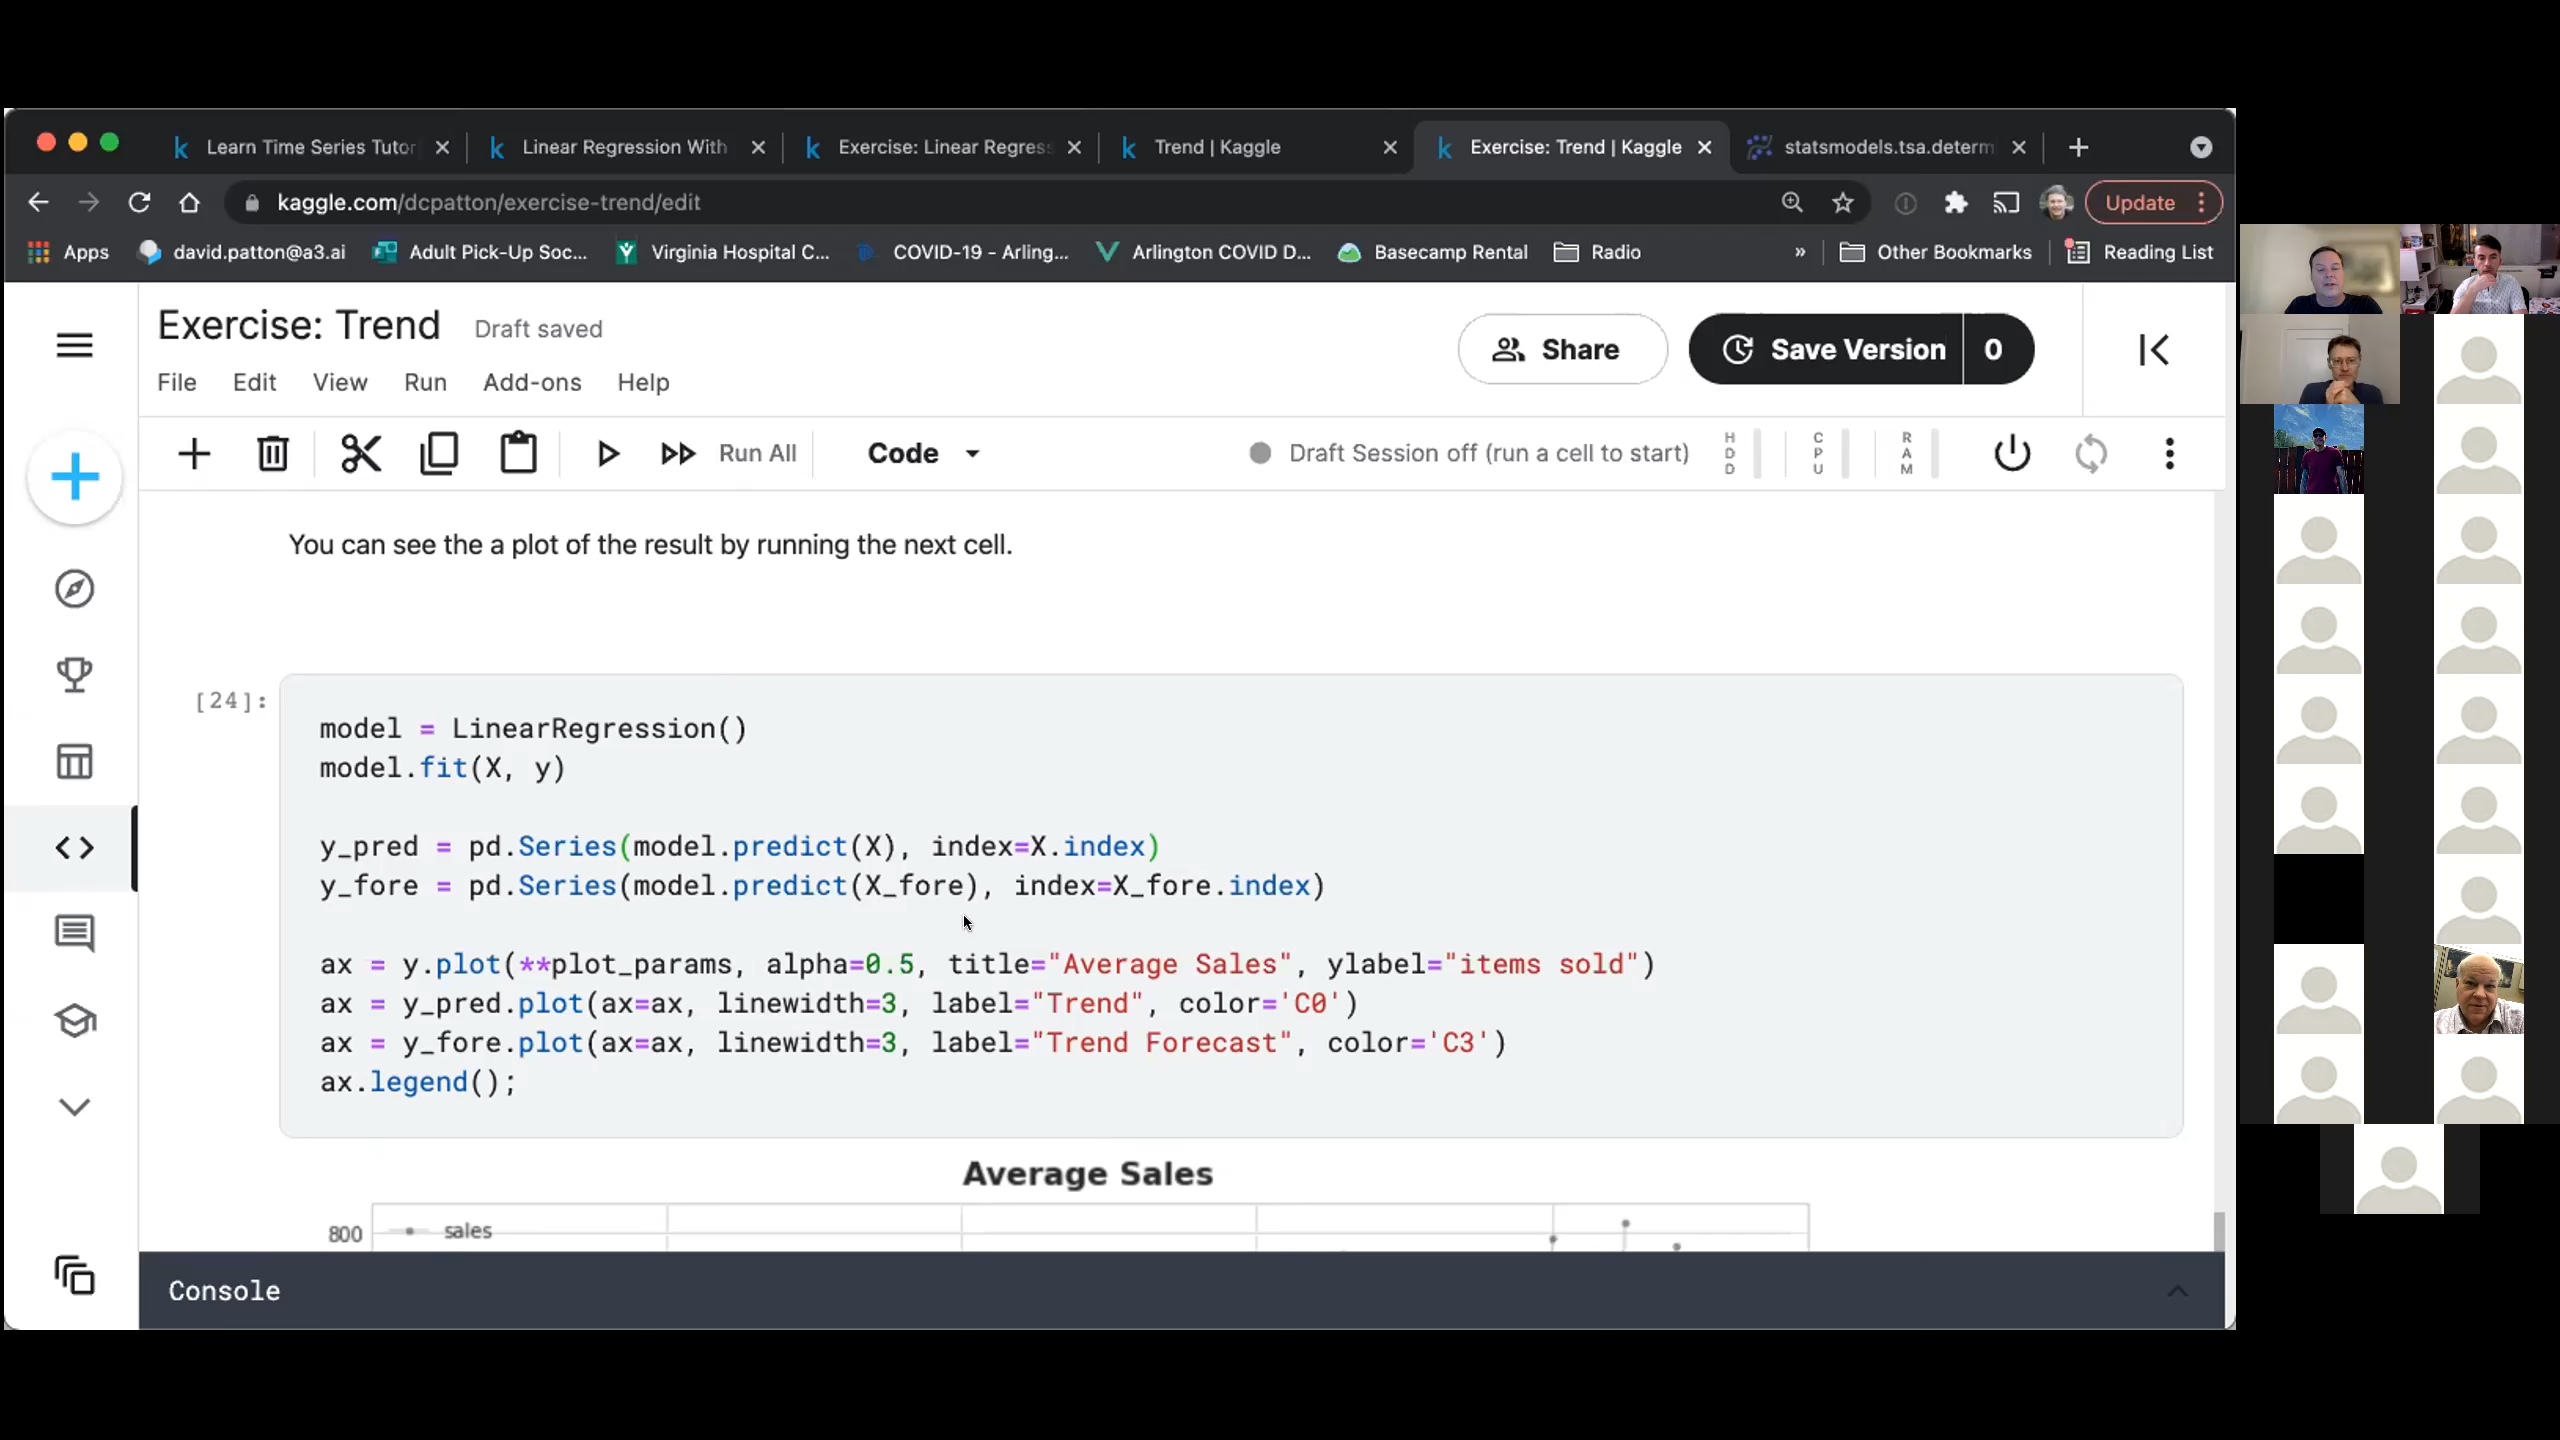 Learn Time Series Tutor
Linear Regression With
Exercise: Linear Regress
Trend | Kaggle
Exercise: Trend | Kaggle
statsmodels.tsa.determ
kaggle.com/dcpatton/exercise-trend/edit
Update
Apps
david.patton@a3.ai
Adult Pick-Up Soc...
Virginia Hospital C...
COVID-19 - Arling...
Arlington COVID D...
Basecamp Rental
Radio
»
Other Bookmarks
Reading List
Exercise: Trend
Draft saved
Share
Save Version
0
File
Edit
View
Run
Add-ons
Help
Run All
Code
Draft Session off (run a cell to start)
HDD
CPU
RAM
You can see the a plot of the result by running the next cell.
[24]:
model = LinearRegression()
model.fit(X, y)
y_pred = pd.Series(model.predict(X), index=X.index)
y_fore = pd.Series(model.predict(X_fore), index=X_fore.index)
ax = y.plot(**plot_params, alpha=0.5, title="Average Sales", ylabel="items sold")
ax = y_pred.plot(ax=ax, linewidth=3, label="Trend", color='C0')
ax = y_fore.plot(ax=ax, linewidth=3, label="Trend Forecast", color='C3')
ax.legend();
Average Sales
800
sales
Console